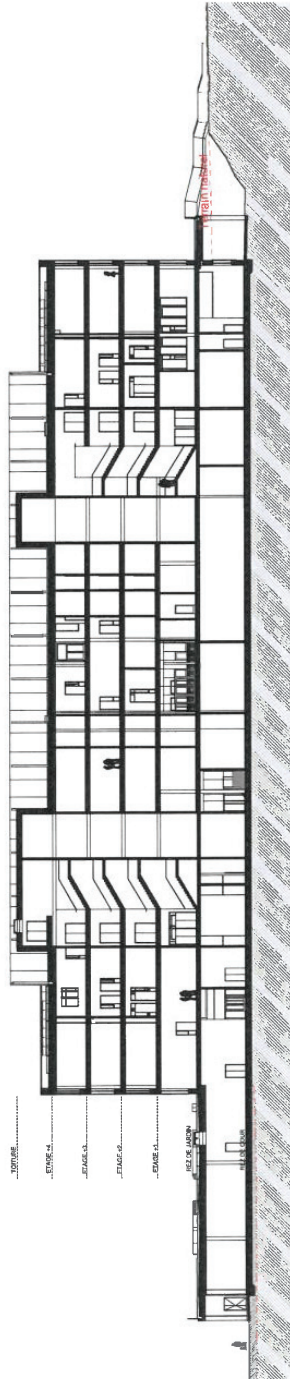 TOITURE
ETAGE +4
ETAGE +3
ETAGE +2
ETAGE +1
REZ DE JARDIN
REZ DE COUR
Terrain naturel